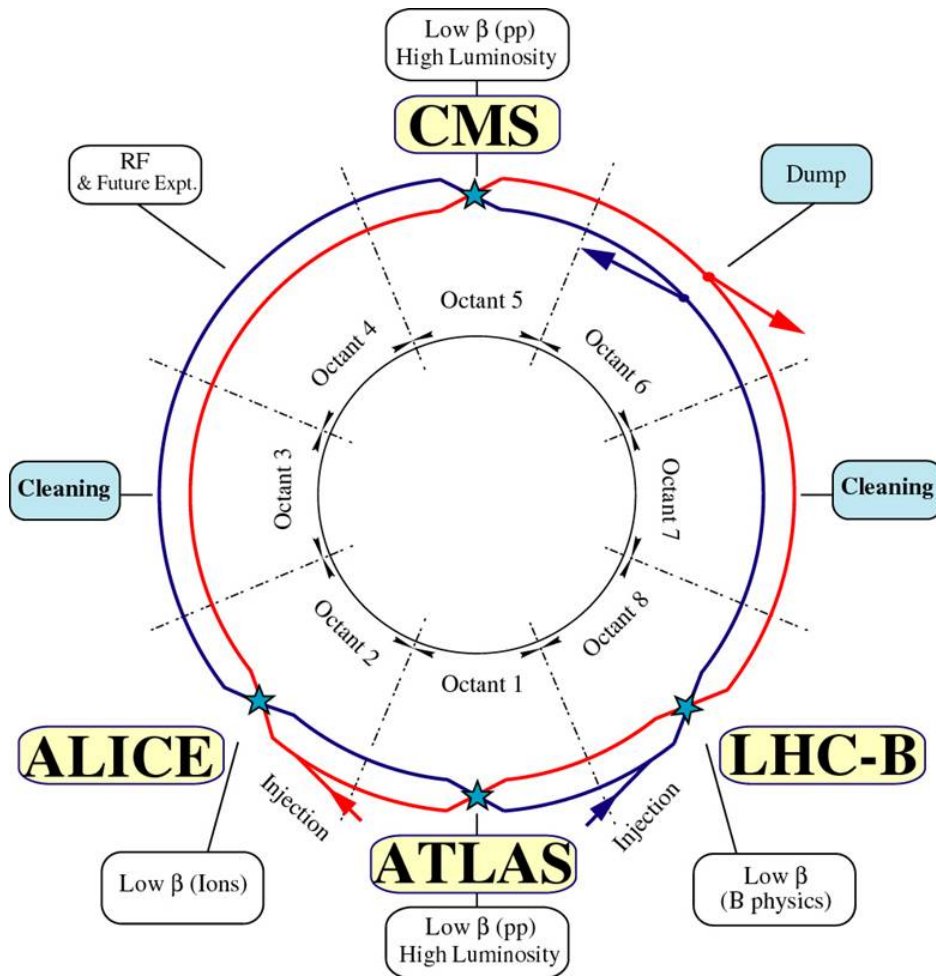 Low β (pp)
High Luminosity
CMS
RF
& Future Expt.
Dump
Octant 5
Octant 4
Octant 6
Octant 3
Octant 7
Cleaning
Cleaning
Octant 2
Octant 8
Octant 1
ALICE
LHC-B
Injection
Injection
ATLAS
Low β (Ions)
Low β
(B physics)
Low β (pp)
High Luminosity